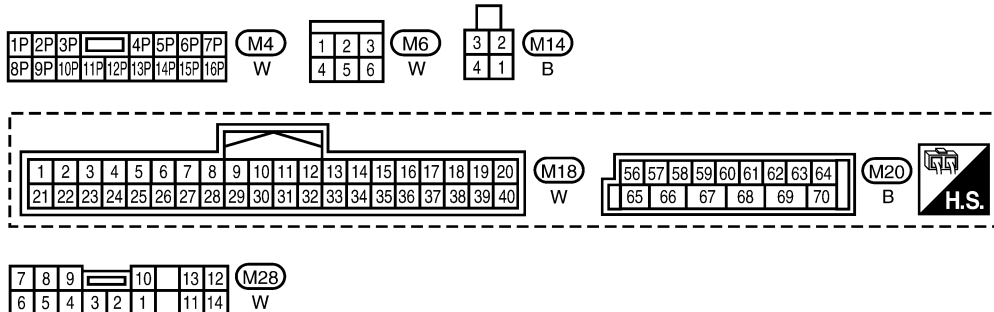 1P 2P 3P 4P 5P 6P 7P M4
8P 9P 10P 11P 12P 13P 14P 15P 16P W
1 2 3 M6
4 5 6 W
3 2 M14
4 1 B
1 2 3 4 5 6 7 8 9 10 11 12 13 14 15 16 17 18 19 20 M18
21 22 23 24 25 26 27 28 29 30 31 32 33 34 35 36 37 38 39 40 W
56 57 58 59 60 61 62 63 64 M20
65 66 67 68 69 70 B
H.S.
7 8 9 10 13 12 M28
6 5 4 3 2 1 11 14 W